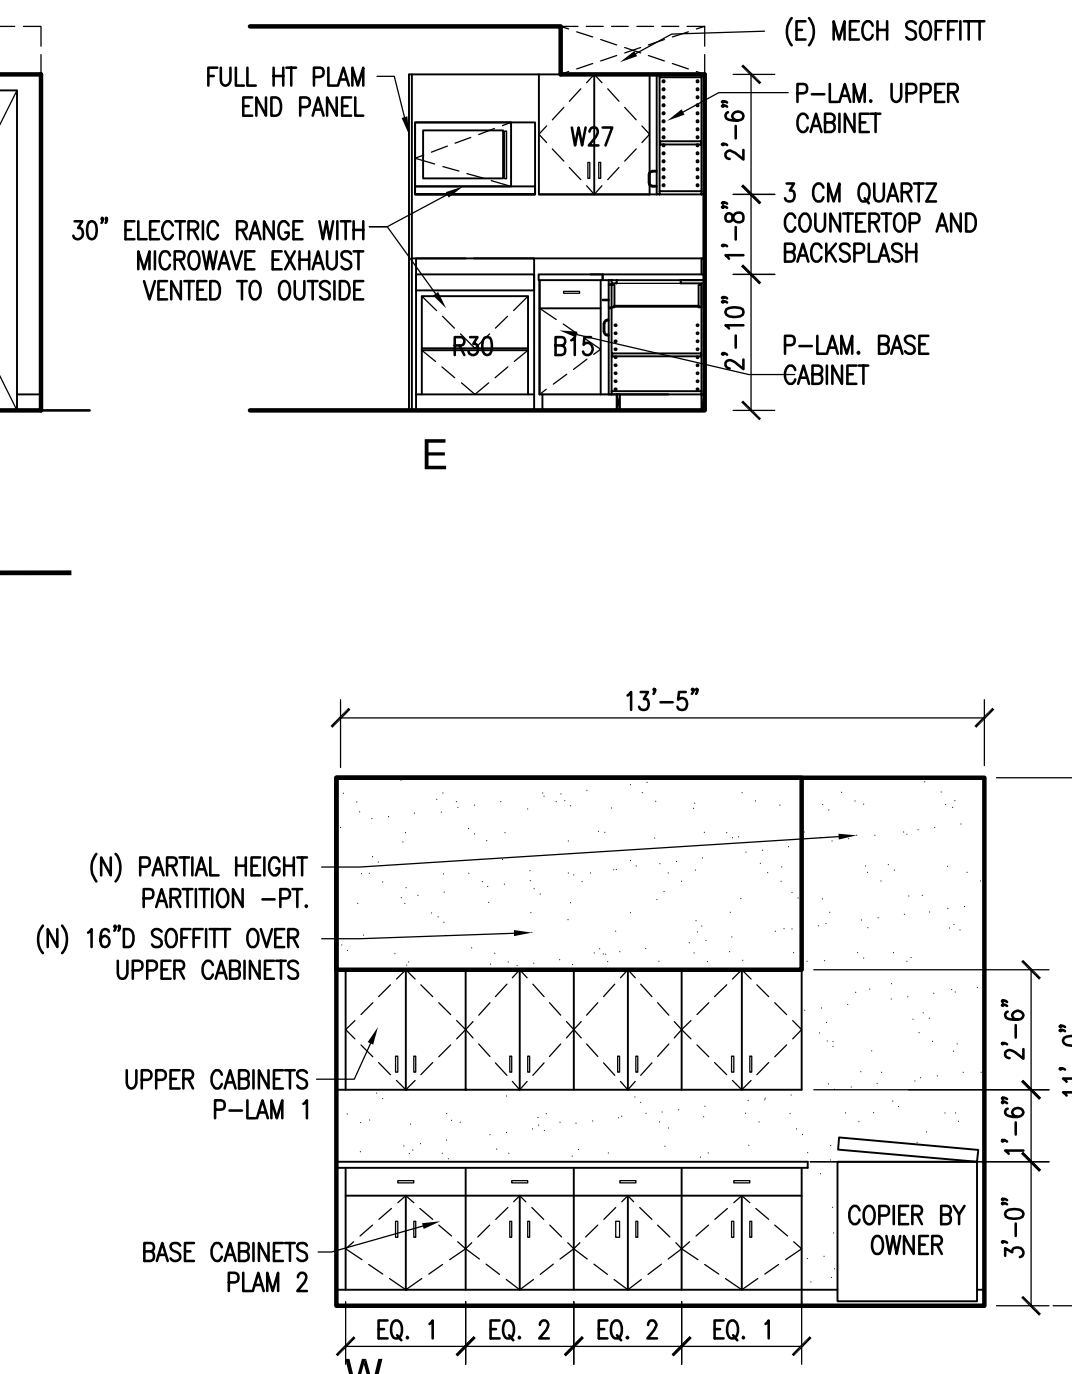 (E) MECH SOFFITT
FULL HT PLAM
END PANEL
P-LAM. UPPER
CABINET
W27
2'-6"
3 CM QUARTZ
COUNTERTOP AND
BACKSPLASH
1'-8"
30" ELECTRIC RANGE WITH
MICROWAVE EXHAUST
VENTED TO OUTSIDE
R30
B15
2'-10"
P-LAM. BASE
CABINET
E
13'-5"
(N) PARTIAL HEIGHT
PARTITION -PT.
(N) 16"D SOFFITT OVER
UPPER CABINETS
2'-6"
11'-0"
UPPER CABINETS
P-LAM 1
1'-6"
COPIER BY
OWNER
3'-0"
BASE CABINETS
PLAM 2
EQ. 1 EQ. 2 EQ. 2 EQ. 1
W